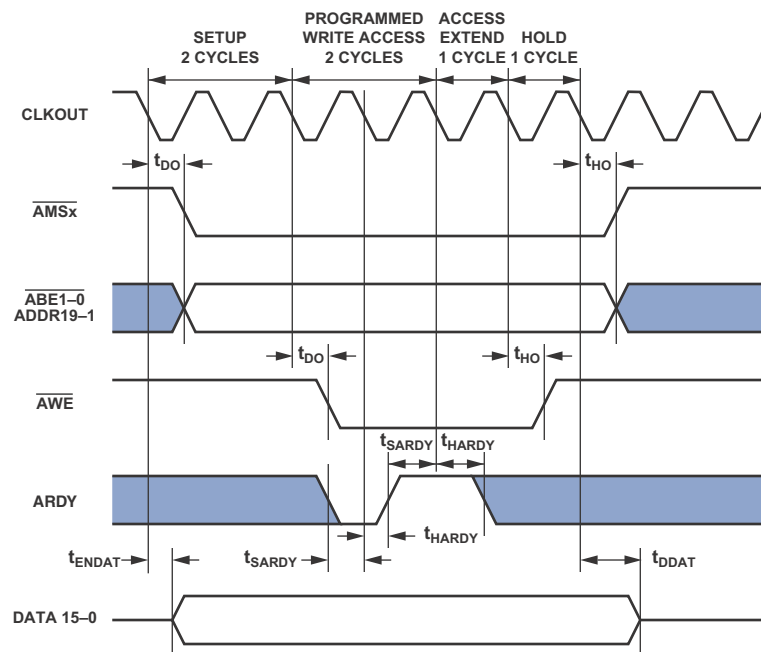 SETUP
2 CYCLES
PROGRAMMED
WRITE ACCESS
2 CYCLES
ACCESS
EXTEND
1 CYCLE
HOLD
1 CYCLE
CLKOUT
tDO
tHO
AMSx
ABE1–0
ADDR19–1
tDO
tHO
AWE
tSARDY
tHARDY
ARDY
tHARDY
tENDAT
tSARDY
tDDAT
DATA 15–0